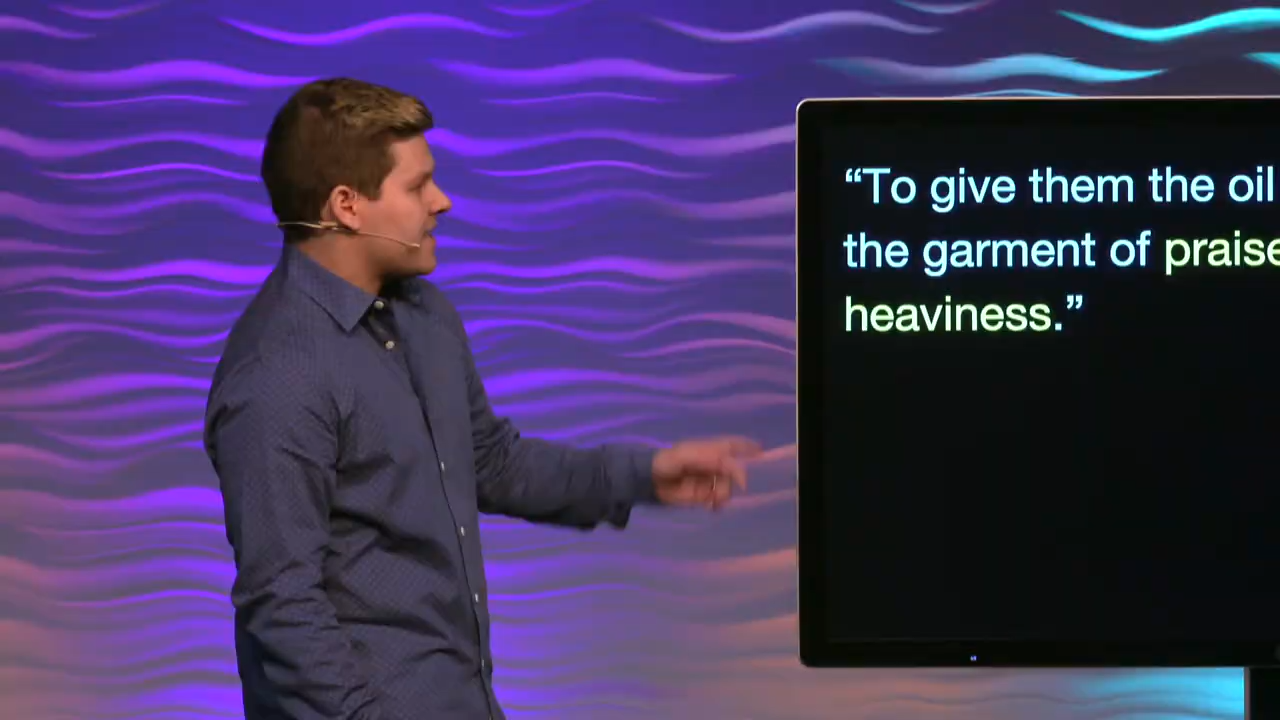 “To give them the oil
the garment of praise
heaviness.”